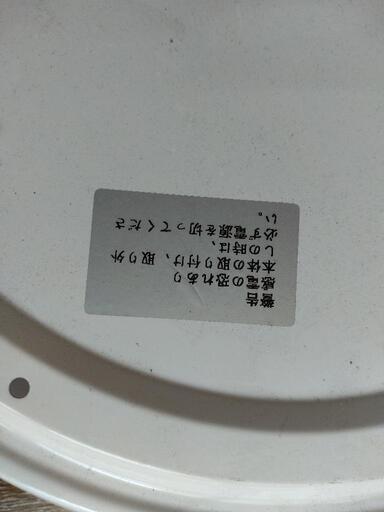 警告
感電の恐れあり
本体の取り付け、取り外
しの時は、
必ず電源を切ってくださ
い。